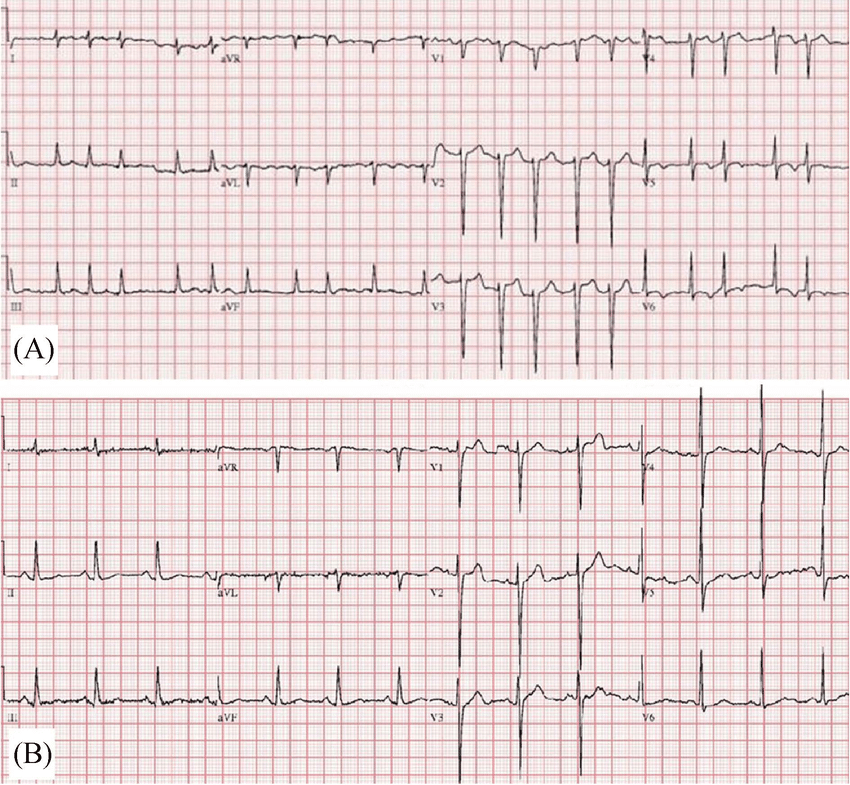 I aVR V1 V4
II aVL V2 V5
III aVF V3 V6
(A)
I aVR V1 V4
II aVL V2 V5
III aVF V3 V6
(B)